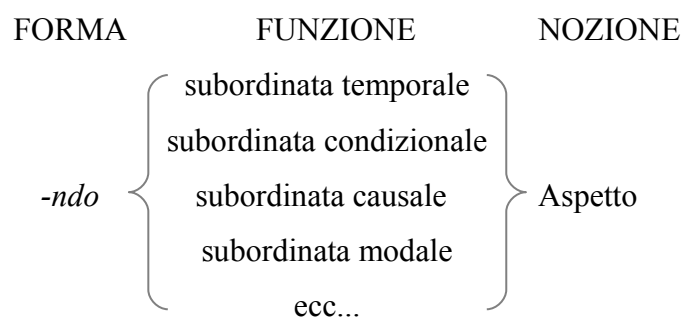 FORMA FUNZIONE NOZIONE
subordinata temporale
subordinata condizionale
-ndo subordinata causale Aspetto
subordinata modale
ecc...